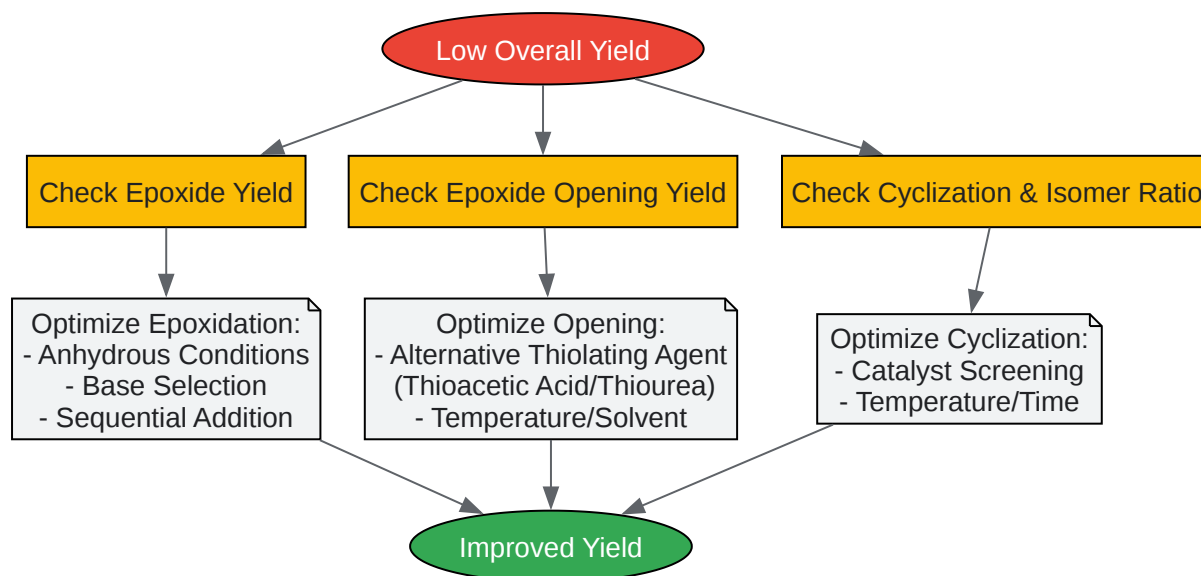 Low Overall Yield
Check Epoxide Yield
Check Epoxide Opening Yield
Check Cyclization & Isomer Ratio
Optimize Epoxidation:
- Anhydrous Conditions
- Base Selection
- Sequential Addition
Optimize Opening:
- Alternative Thiolating Agent
(Thioacetic Acid/Thiourea)
- Temperature/Solvent
Optimize Cyclization:
- Catalyst Screening
- Temperature/Time
Improved Yield